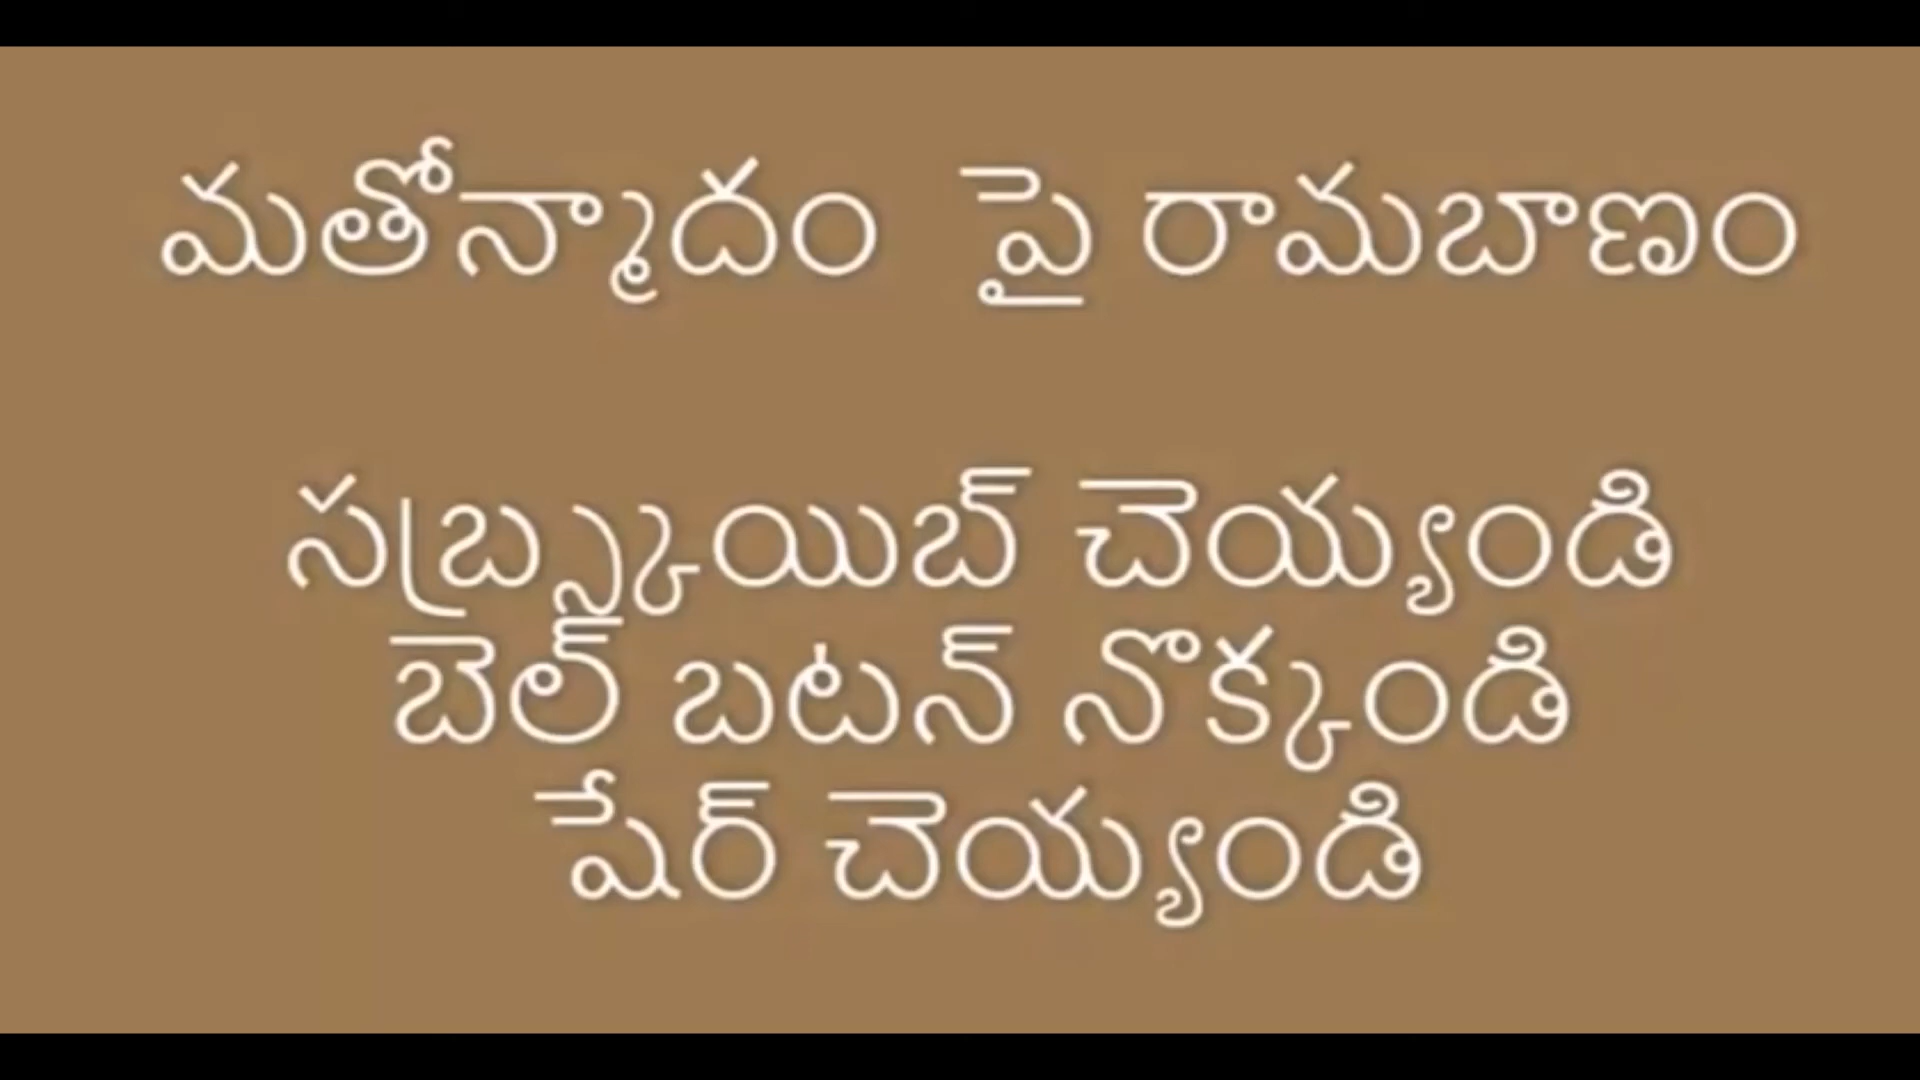 మతోన్మాదం పై రామబాణం
సబ్స్క్రయిబ్ చెయ్యండి
బెల్ బటన్ నొక్కండి
షేర్ చెయ్యండి